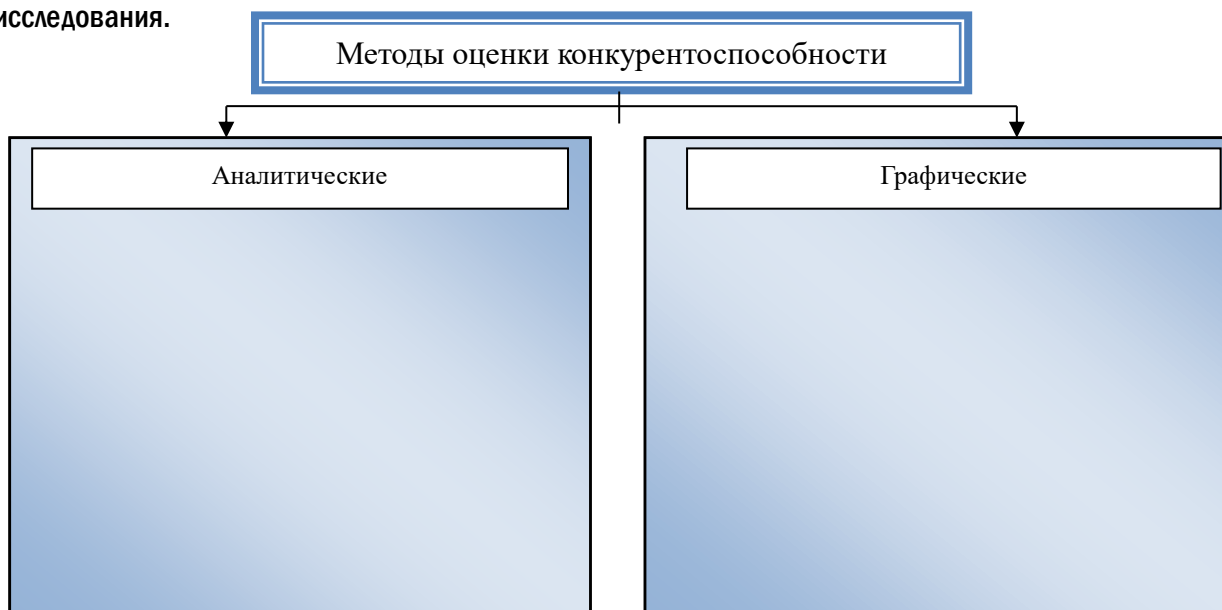 исследования.
Методы оценки конкурентоспособности
Аналитические
Графические